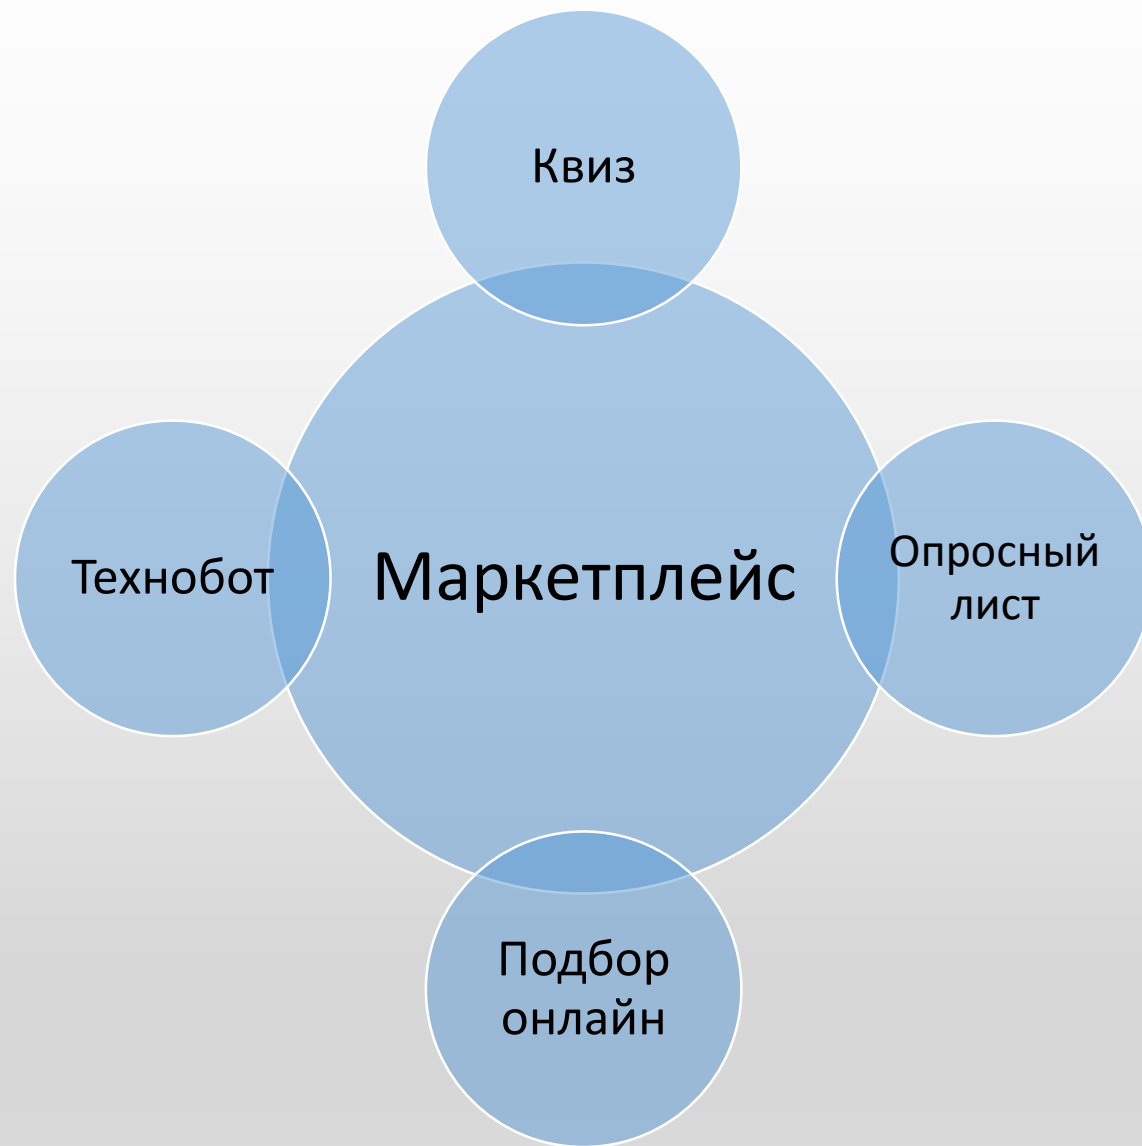 Квиз
Технобот
Маркетплейс
Опросный
лист
Подбор
онлайн